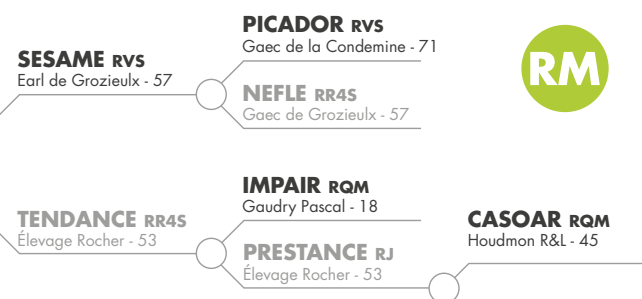 PICADOR RVS
Gaec de la Condemine - 71
SESAME RVS
Earl de Grozieulx - 57
NEFLE RR4S
Gaec de Grozieulx - 57
RM
IMPAIR RQM
Gaudry Pascal - 18
TENDANCE RR4S
Élevage Rocher - 53
PRESTANCE RJ
Élevage Rocher - 53
CASOAR RQM
Houdmon R&L - 45